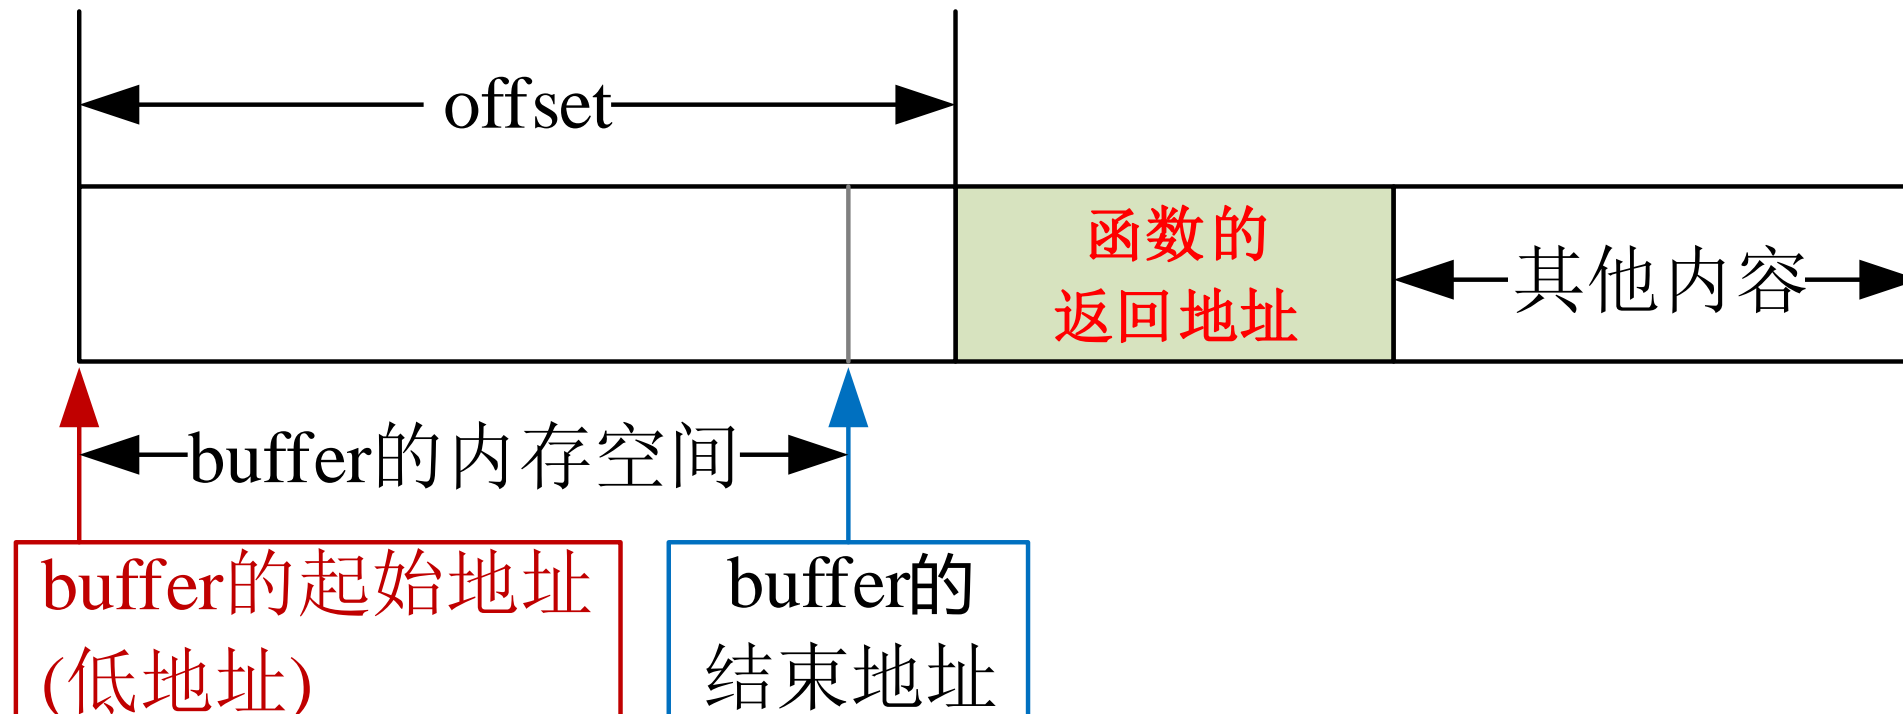 offset
函数的
返回地址
其他内容
buffer的内存空间
buffer的起始地址
(低地址)
buffer的
结束地址